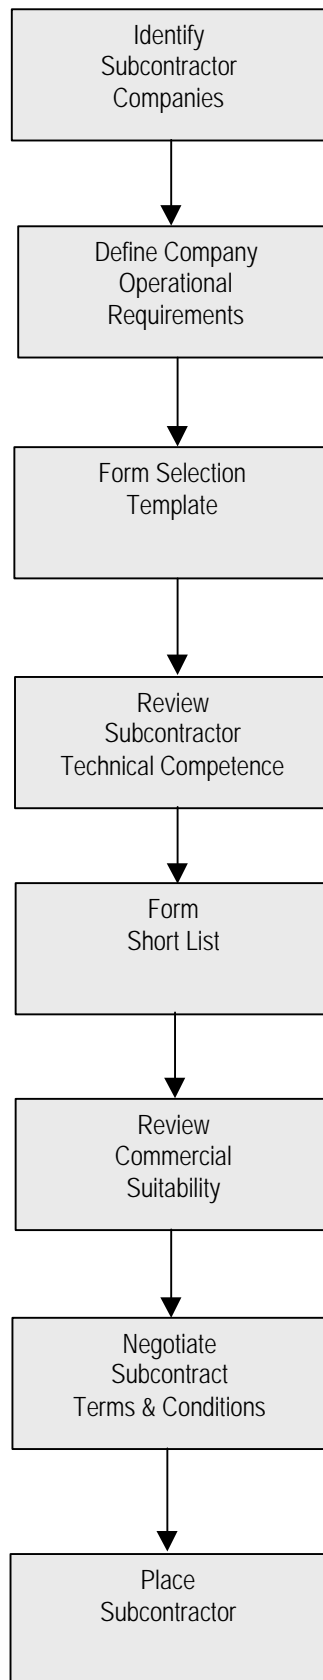 Identify
Subcontractor
Companies
Define Company
Operational
Requirements
Form Selection
Template
Review
Subcontractor
Technical Competence
Form
Short List
Review
Commercial
Suitability
Negotiate
Subcontract
Terms & Conditions
Place
Subcontractor